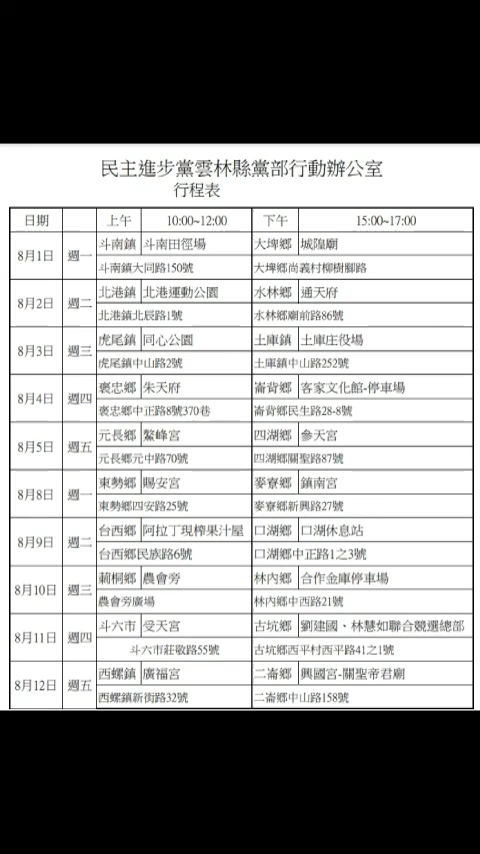 民主進步黨雲林縣黨部行動辦公室
行程表
日期 上午 10:00~12:00 下午 15:00~17:00
8月1日 週一 斗南鎮 斗南田徑場 大埤鄉 城隍廟
斗南鎮大同路150號 大埤鄉尚義村柳樹腳路
8月2日 週二 北港鎮 北港運動公園 水林鄉 通天府
北港鎮北辰路1號 水林鄉廟前路86號
8月3日 週三 虎尾鎮 同心公園 土庫鎮 土庫庄役場
虎尾鎮中山路2號 土庫鎮中山路252號
8月4日 週四 褒忠鄉 朱天府 崙背鄉 客家文化館-停車場
褒忠鄉中正路8號370巷 崙背鄉民生路28-8號
8月5日 週五 元長鄉 鰲峰宮 四湖鄉 參天宮
元長鄉元中路70號 四湖鄉關聖路87號
8月8日 週一 東勢鄉 賜安宮 麥寮鄉 鎮南宮
東勢鄉四安路25號 麥寮鄉新興路27號
8月9日 週二 台西鄉 阿拉丁現榨果汁屋 口湖鄉 口湖休息站
台西鄉民族路6號 口湖鄉中正路1之3號
8月10日 週三 莿桐鄉 農會旁 林內鄉 合作金庫停車場
農會旁廣場 林內鄉中西路21號
8月11日 週四 斗六市 受天宮 古坑鄉 劉建國、林慧如聯合競選總部
斗六市莊敬路55號 古坑鄉西平村西平路41之1號
8月12日 週五 西螺鎮 廣福宮 二崙鄉 興國宮-關聖帝君廟
西螺鎮新街路32號 二崙鄉中山路158號